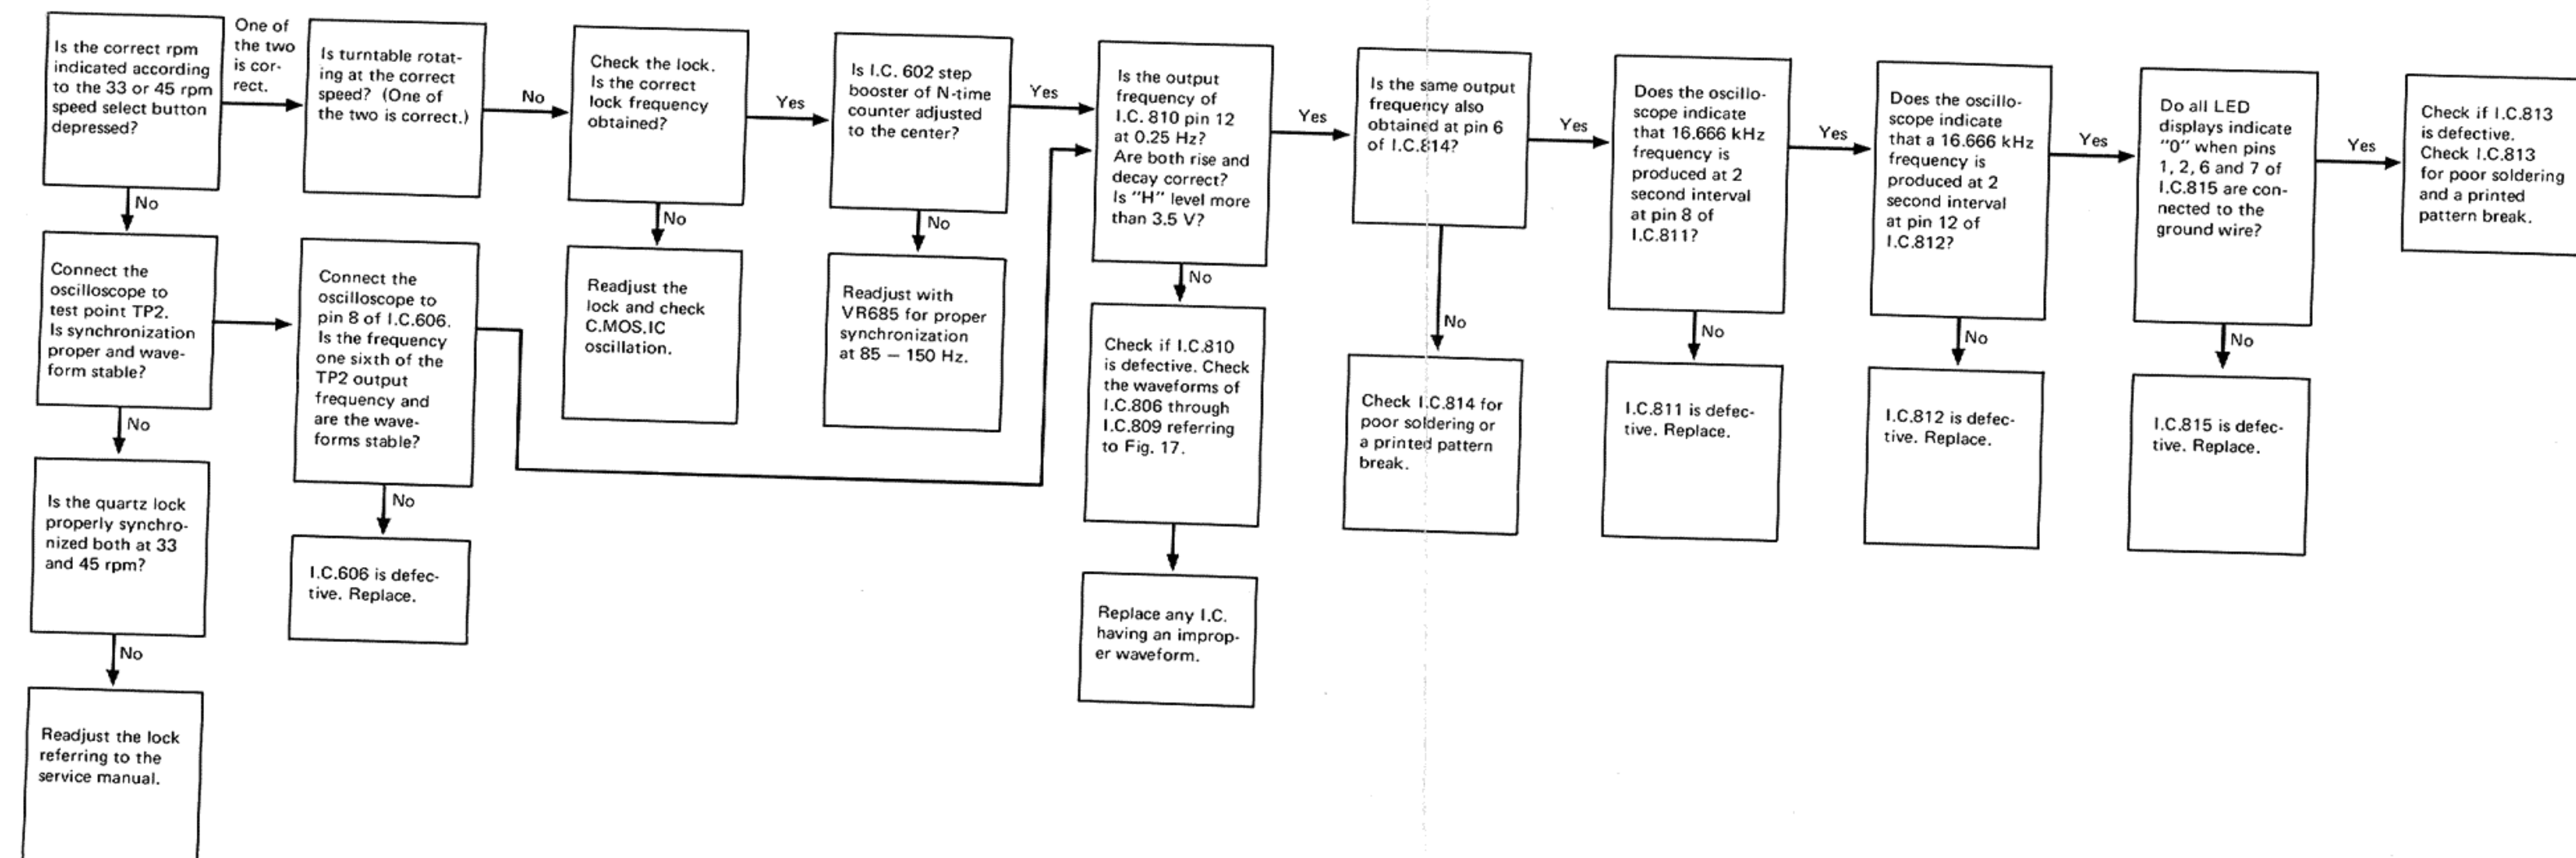 Is the correct rpm
indicated according
to the 33 or 45 rpm
speed select button
depressed?
One of
the two
is cor-
rect.
Is turntable rotat-
ing at the correct
speed? (One of
the two is correct.)
No
Check the lock.
Is the correct
lock frequency
obtained?
Yes
Is I.C. 602 step
booster of N-time
counter adjusted
to the center?
Yes
Is the output
frequency of
I.C. 810 pin 12
at 0.25 Hz?
Are both rise and
decay correct?
Is "H" level more
than 3.5 V?
Yes
Is the same output
frequency also
obtained at pin 6
of I.C.814?
Yes
Does the oscillo-
scope indicate
that 16.666 kHz
frequency is
produced at 2
second interval
at pin 8 of
I.C.811?
Yes
Does the oscillo-
scope indicate
that a 16.666 kHz
frequency is
produced at 2
second interval
at pin 12 of
I.C.812?
Yes
Do all LED
displays indicate
"0" when pins
1, 2, 6 and 7 of
I.C.815 are con-
nected to the
ground wire?
Yes
Check if I.C.813
is defective.
Check I.C.813
for poor soldering
and a printed
pattern break.
No
No
No
No
No
No
No
No
Connect the
oscilloscope to
test point TP2.
Is synchronization
proper and wave-
form stable?
Connect the
oscilloscope to
pin 8 of I.C.606.
Is the frequency
one sixth of the
TP2 output
frequency and
are the wave-
forms stable?
Readjust the
lock and check
C.MOS.IC
oscillation.
Readjust with
VR685 for proper
synchronization
at 85 – 150 Hz.
Check if I.C.810
is defective. Check
the waveforms of
I.C.806 through
I.C.809 referring
to Fig. 17.
Check I.C.814 for
poor soldering or
a printed pattern
break.
I.C.811 is defec-
tive. Replace.
I.C.812 is defec-
tive. Replace.
I.C.815 is defec-
tive. Replace.
No
No
Is the quartz lock
properly synchro-
nized both at 33
and 45 rpm?
I.C.606 is defec-
tive. Replace.
Replace any I.C.
having an improp-
er waveform.
No
Readjust the lock
referring to the
service manual.